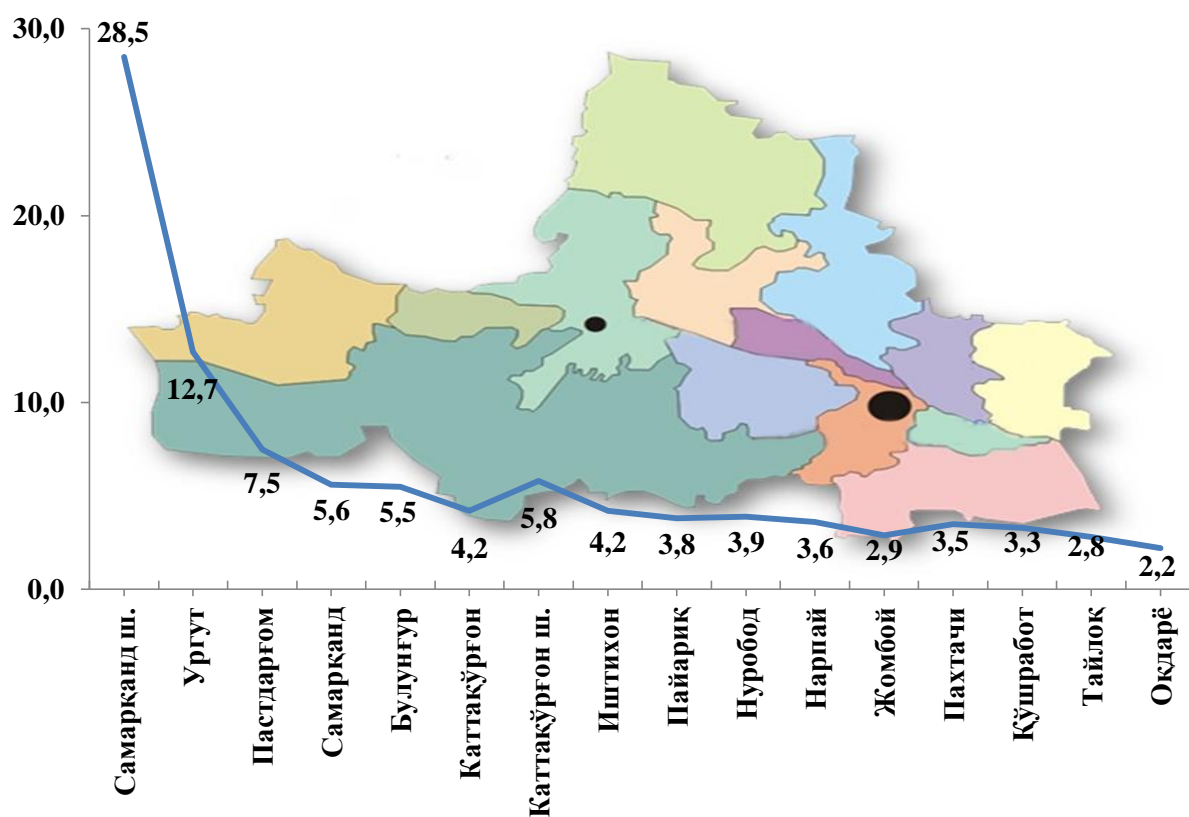 30,0
20,0
10,0
0,0
28,5
12,7
7,5
5,6
5,5
4,2
5,8
4,2
3,8
3,9
3,6
2,9
3,5
3,3
2,8
2,2
Самарқанд ш.
Ургут
Пастдарғом
Самарқанд
Булунғур
Каттақўрғон
Каттақўрғон ш.
Иштихон
Пайариқ
Нуробод
Нарпай
Жомбой
Пахтачи
Қўшработ
Тайлоқ
Оқдарё